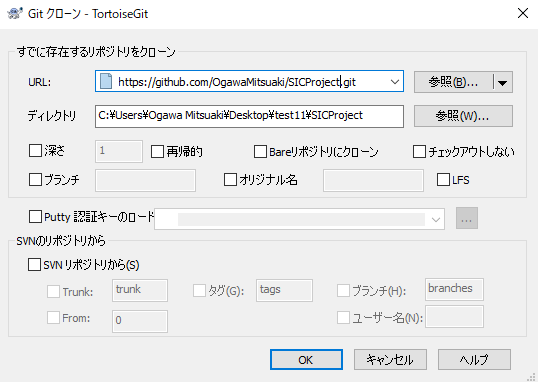 Git クローン - TortoiseGit
すでに存在するリポジトリをクローン
URL: https://github.com/OgawaMitsuaki/SICProject.git 参照(B)...
ディレクトリ C:¥Users¥Ogawa Mitsuaki¥Desktop¥test11¥SICProject 参照(W)...
深さ 1 再帰的 Bareリポジトリにクローン チェックアウトしない
ブランチ オリジナル名 LFS
Putty 認証キーのロード ...
SVNのリポジトリから
SVN リポジトリから(S)
Trunk: trunk タグ(G): tags ブランチ(H): branches
From: 0 ユーザー名(N):
OK キャンセル ヘルプ